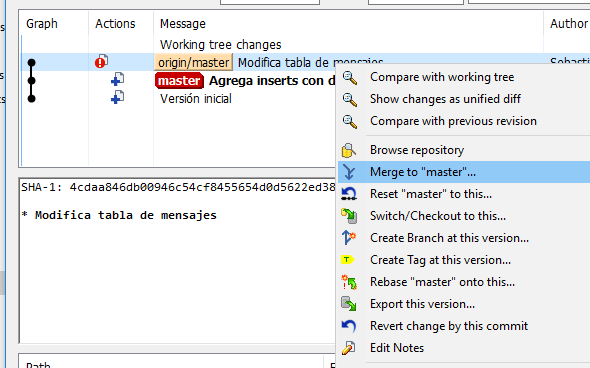 Graph Actions Message Author
Working tree changes
origin/master Modifica tabla de mensajes
master Agrega inserts con d
Versión inicial
Compare with working tree
Show changes as unified diff
Compare with previous revision
Browse repository
Merge to "master"...
Reset "master" to this...
Switch/Checkout to this...
Create Branch at this version...
Create Tag at this version...
Rebase "master" onto this...
Export this version...
Revert change by this commit
Edit Notes
SHA-1: 4cdaa846db00946c54cf8455654d0d5622ed38
* Modifica tabla de mensajes
Path